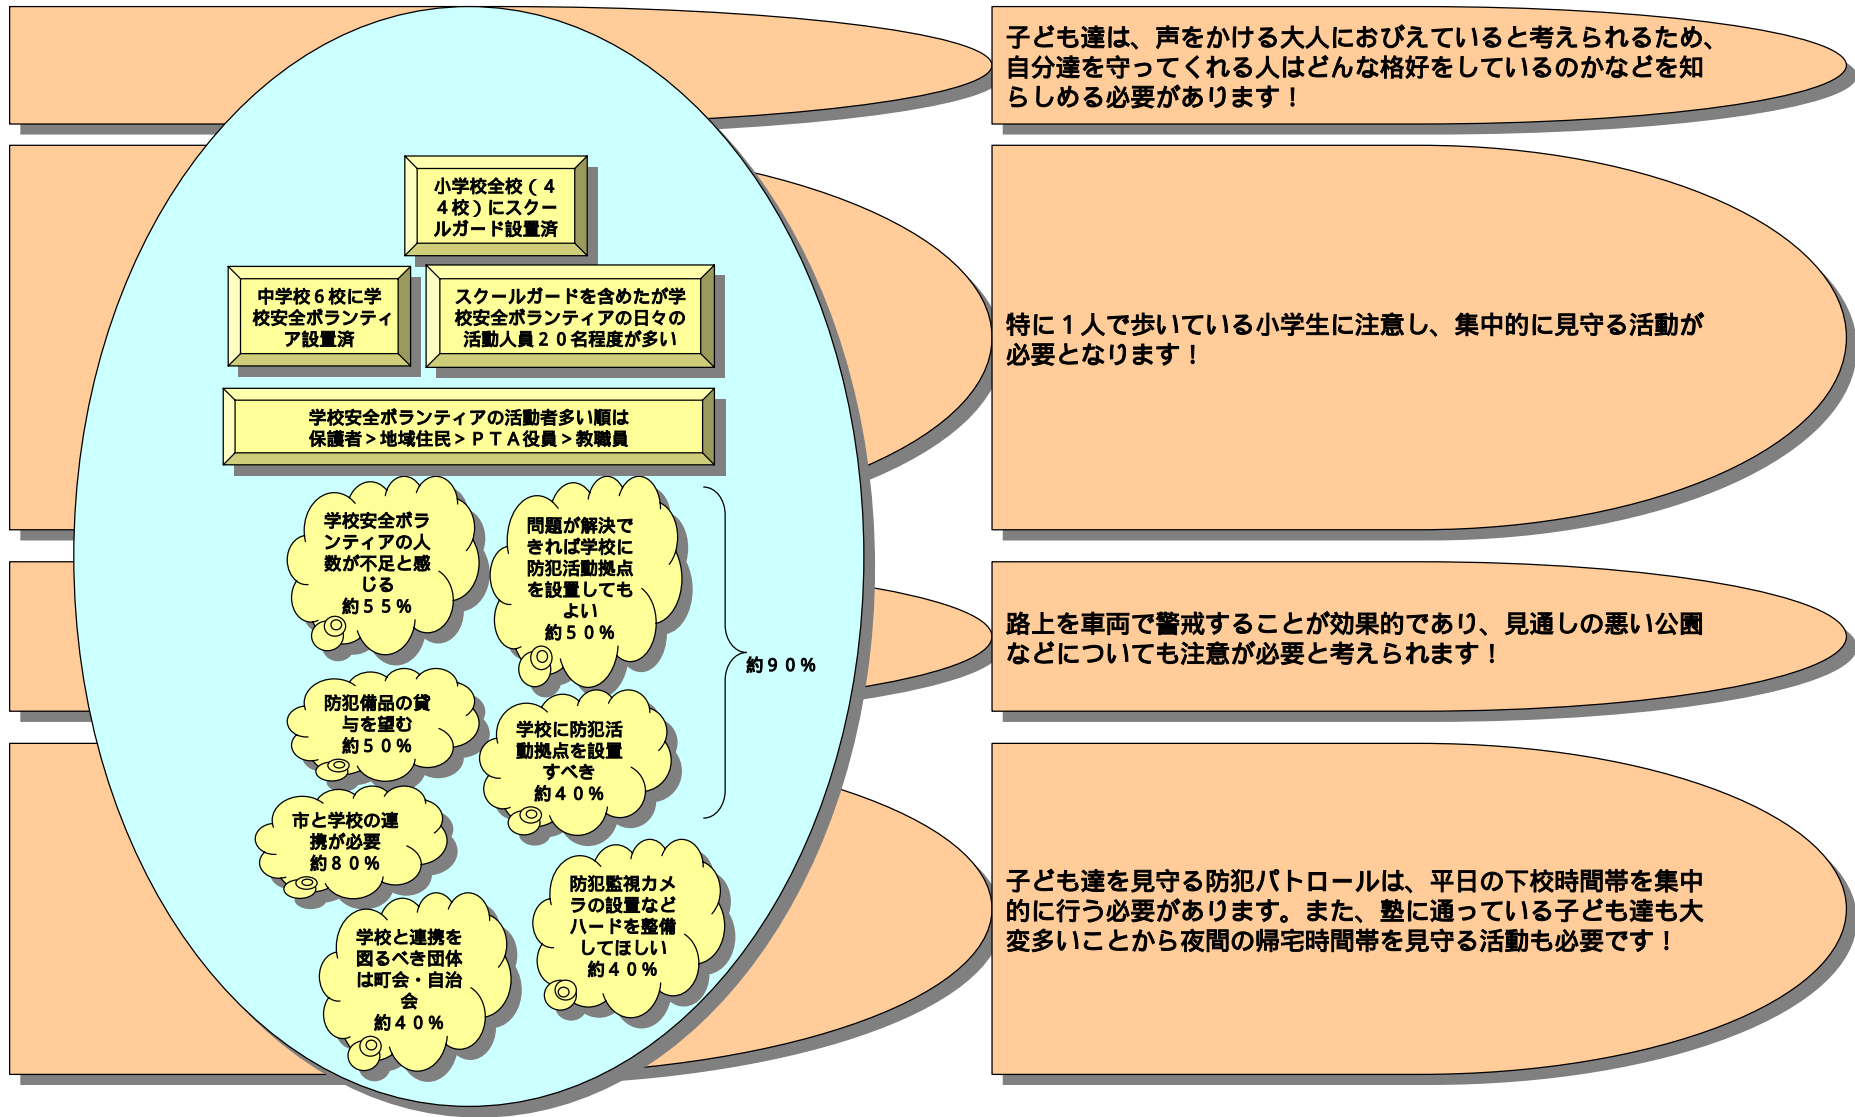 小学校全校（４
４校）にスクー
ルガード設置済
中学校６校に学
校安全ボランティ
ア設置済
スクールガードを含めたが学
校安全ボランティアの日々の
活動人員２０名程度が多い
学校安全ボランティアの活動者多い順は
保護者＞地域住民＞ＰＴＡ役員＞教職員
学校安全ボラ
ンティアの人
数が不足と感
じる
約５５％
問題が解決で
きれば学校に
防犯活動拠点
を設置しても
よい
約５０％
約９０％
防犯備品の貸
与を望む
約５０％
学校に防犯活
動拠点を設置
すべき
約４０％
市と学校の連
携が必要
約８０％
防犯監視カメ
ラの設置など
ハードを整備
してほしい
約４０％
学校と連携を
図るべき団体
は町会・自治
会
約４０％
子ども達は、声をかける大人におびえていると考えられるため、
自分達を守ってくれる人はどんな格好をしているのかなどを知
らしめる必要があります！
特に１人で歩いている小学生に注意し、集中的に見守る活動が
必要となります！
路上を車両で警戒することが効果的であり、見通しの悪い公園
などについても注意が必要と考えられます！
子ども達を見守る防犯パトロールは、平日の下校時間帯を集中
的に行う必要があります。また、塾に通っている子ども達も大
変多いことから夜間の帰宅時間帯を見守る活動も必要です！